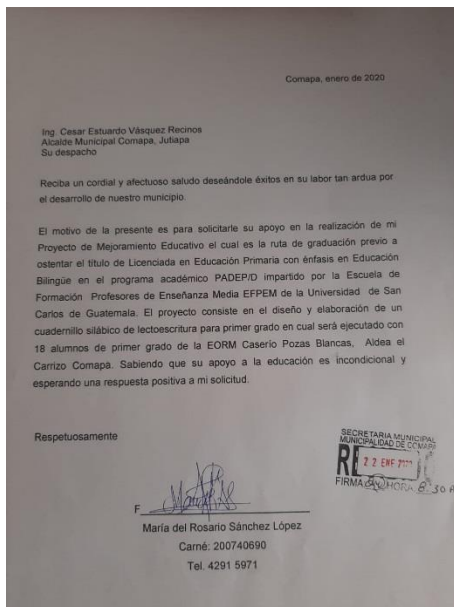 Comapa, enero de 2020
Ing. Cesar Estuardo Vásquez Recinos
Alcalde Municipal Comapa, Jutiapa
Su despacho
Reciba un cordial y afectuoso saludo deseándole éxitos en su labor tan ardua por
el desarrollo de nuestro municipio.
El motivo de la presente es para solicitarle su apoyo en la realización de mi
Proyecto de Mejoramiento Educativo el cual es la ruta de graduación previo a
ostentar el título de Licenciada en Educación Primaria con énfasis en Educación
Bilingüe en el programa académico PADEP/D impartido por la Escuela de
Formación Profesores de Enseñanza Media EFPEM de la Universidad de San
Carlos de Guatemala. El proyecto consiste en el diseño y elaboración de un
cuadernillo silábico de lectoescritura para primer grado en cual será ejecutado con
18 alumnos de primer grado de la EORM Caserío Pozas Blancas, Aldea el
Carrizo Comapa. Sabiendo que su apoyo a la educación es incondicional y
esperando una respuesta positiva a mi solicitud.
Respetuosamente
SECRETARIA MUNICIPAL
MUNICIPALIDAD DE COMAPA
22 ENE
FIRMA HORA 8:30
F
María del Rosario Sánchez López
Carné: 200740690
Tel. 4291 5971